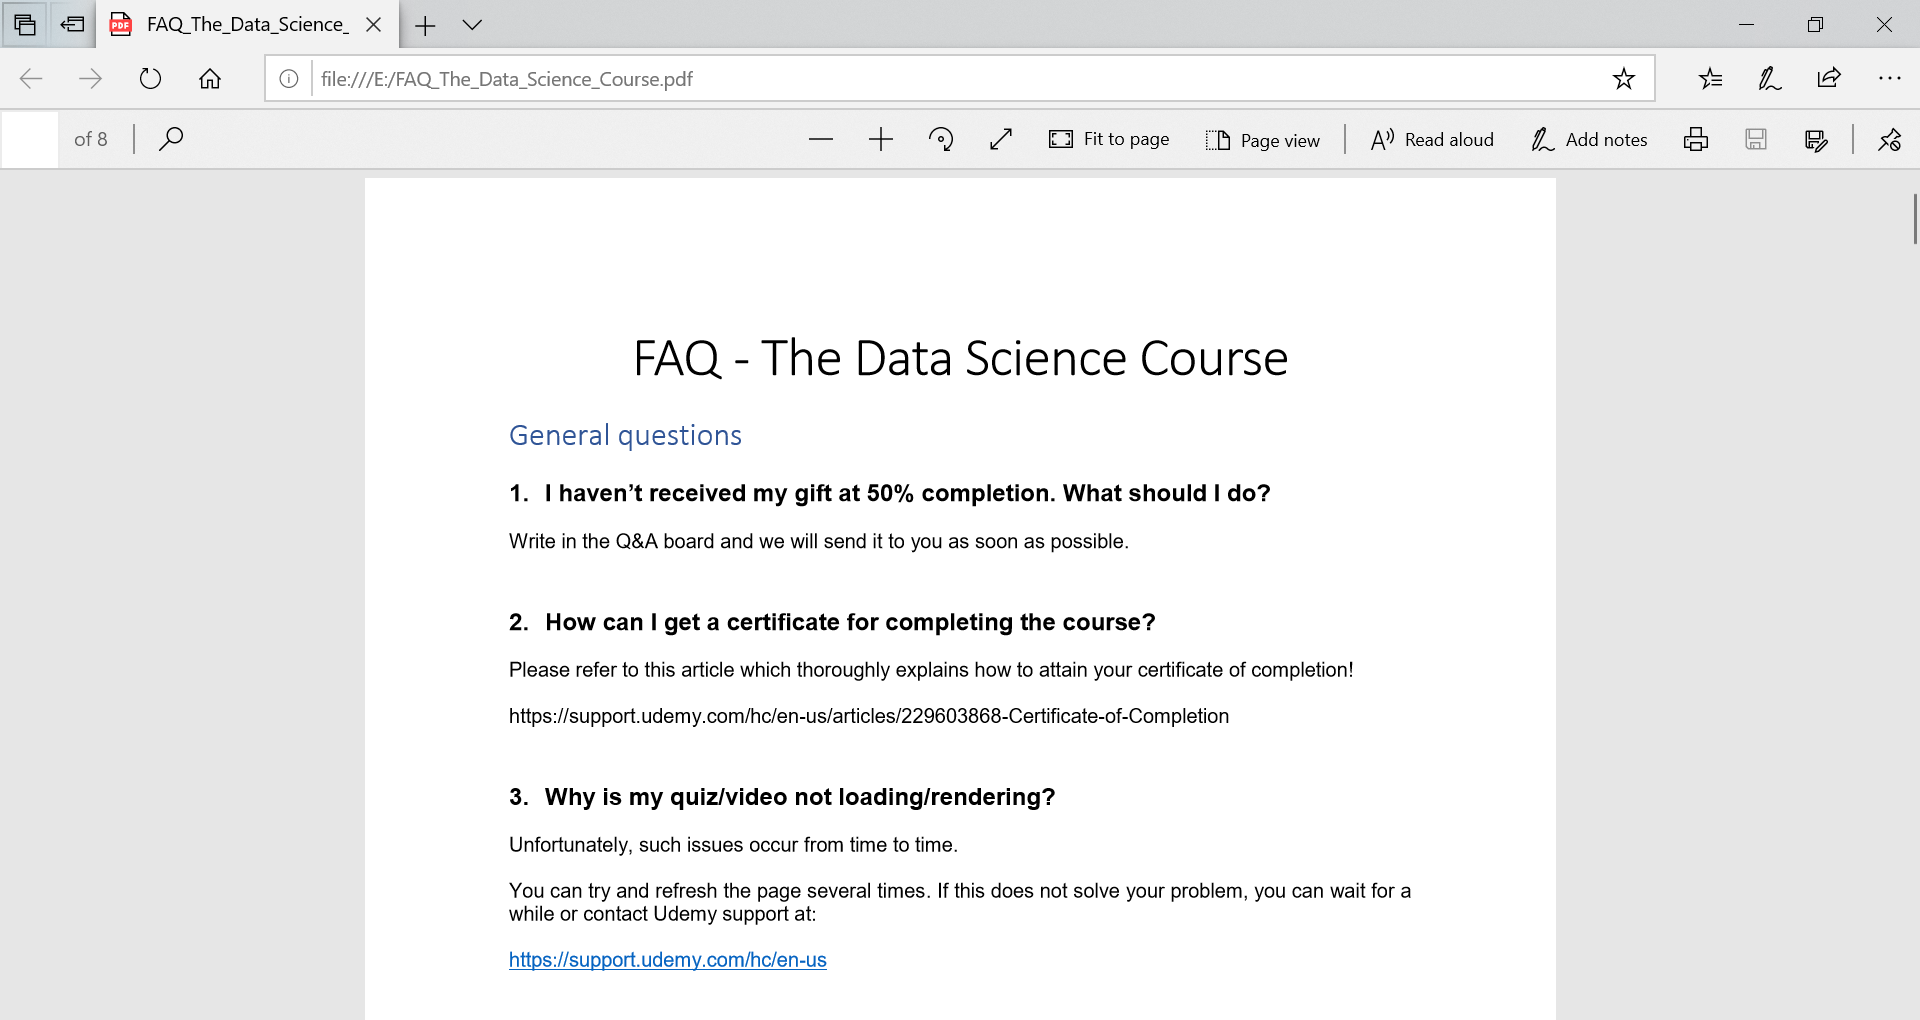 FAQ_The_Data_Science_
file:///E:/FAQ_The_Data_Science_Course.pdf
of 8
Fit to page
Page view
Read aloud
Add notes
FAQ - The Data Science Course
General questions
1. I haven’t received my gift at 50% completion. What should I do?
Write in the Q&A board and we will send it to you as soon as possible.
2. How can I get a certificate for completing the course?
Please refer to this article which thoroughly explains how to attain your certificate of completion!
https://support.udemy.com/hc/en-us/articles/229603868-Certificate-of-Completion
3. Why is my quiz/video not loading/rendering?
Unfortunately, such issues occur from time to time.
You can try and refresh the page several times. If this does not solve your problem, you can wait for a
while or contact Udemy support at:
https://support.udemy.com/hc/en-us